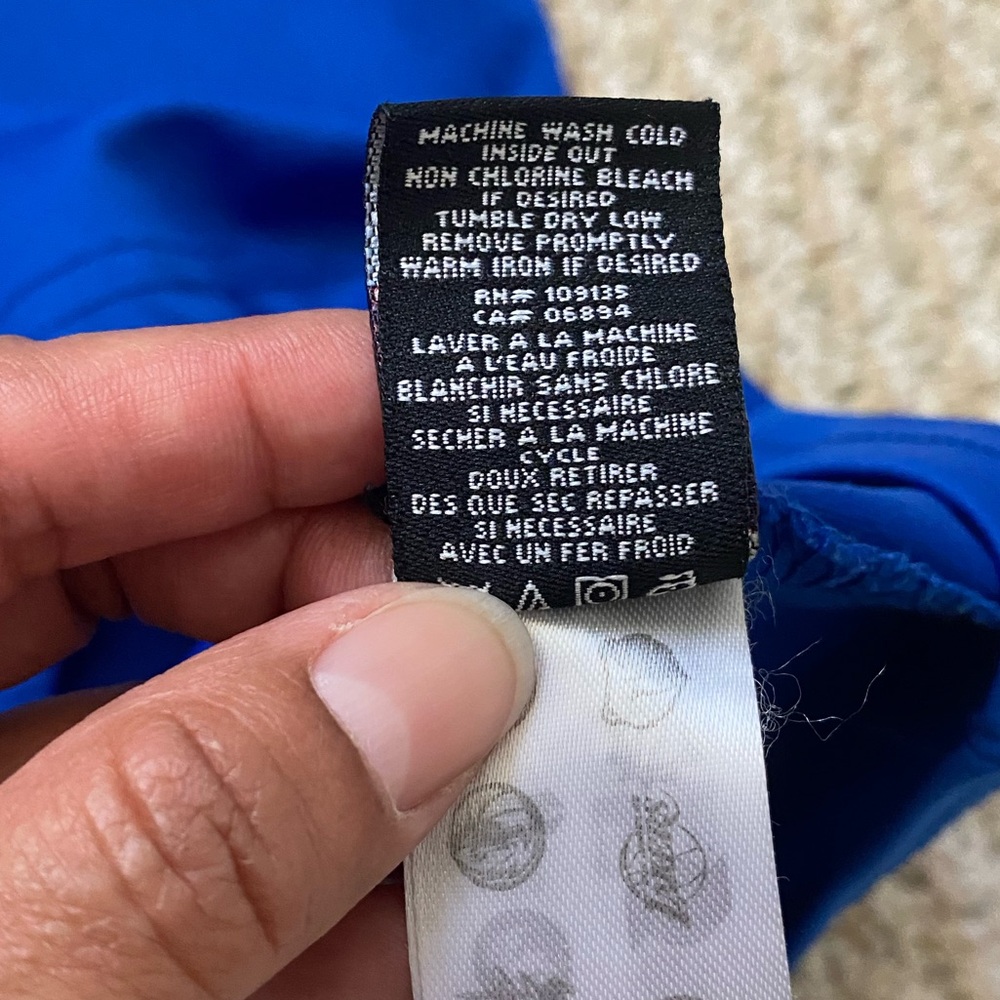 MACHINE WASH COLD
INSIDE OUT
NON CHLORINE BLEACH
IF DESIRED
TUMBLE DRY LOW
REMOVE PROMPTLY
WARM IRON IF DESIRED
RN# 109135
CA# 06894
LAVER A LA MACHINE
A L'EAU FROIDE
BLANCHIR SANS CHLORE
SI NECESSAIRE
SECHER A LA MACHINE
CYCLE
DOUX RETIRER
DES QUE SEC REPASSER
SI NECESSAIRE
AVEC UN FER FROID